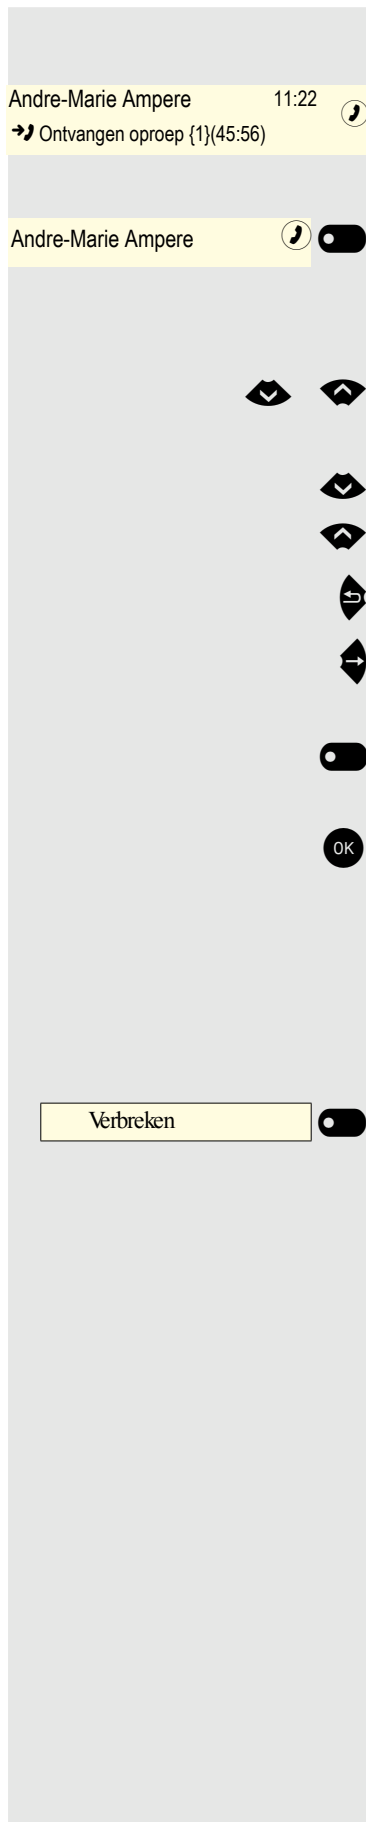 Andre-Marie Ampere 11:22
Ontvangen oproep {1}(45:56)
Andre-Marie Ampere
OK
Verbreken